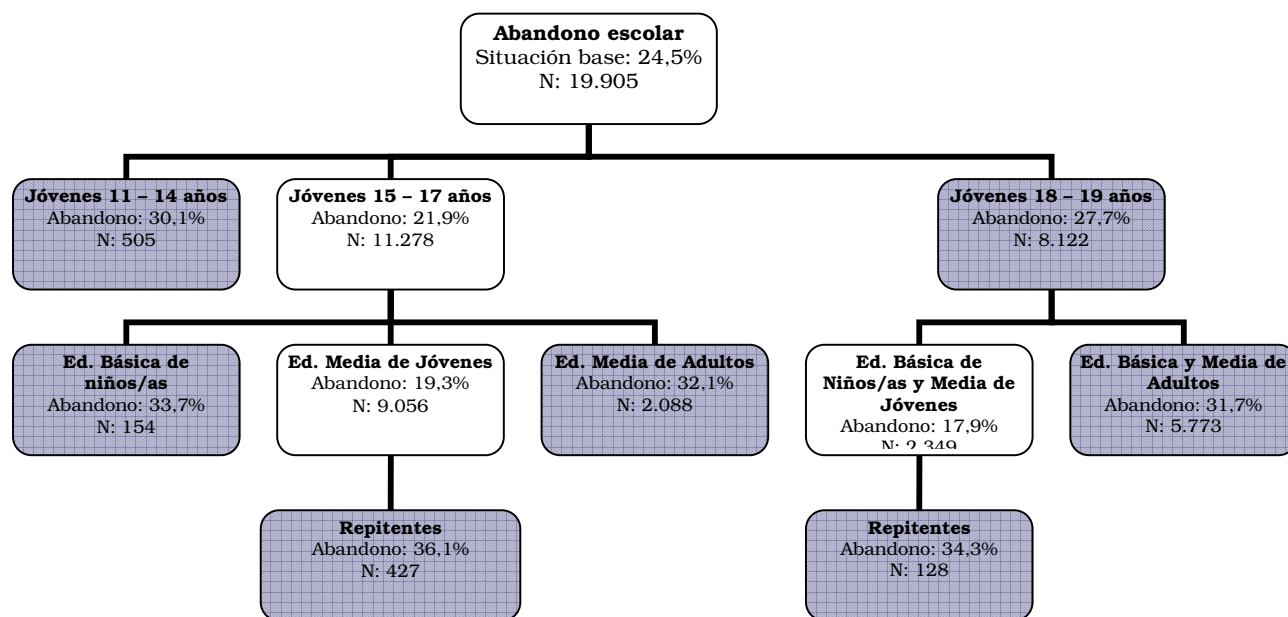 Abandono escolar
Situación base: 24,5%
N: 19.905
Jóvenes 11 – 14 años
Abandono: 30,1%
N: 505
Jóvenes 15 – 17 años
Abandono: 21,9%
N: 11.278
Jóvenes 18 – 19 años
Abandono: 27,7%
N: 8.122
Ed. Básica de
niños/as
Abandono: 33,7%
N: 154
Ed. Media de Jóvenes
Abandono: 19,3%
N: 9.056
Ed. Media de Adultos
Abandono: 32,1%
N: 2.088
Ed. Básica de
Niños/as y Media de
Jóvenes
Abandono: 17,9%
N: 2.349
Ed. Básica y Media de
Adultos
Abandono: 31,7%
N: 5.773
Repitentes
Abandono: 36,1%
N: 427
Repitentes
Abandono: 34,3%
N: 128